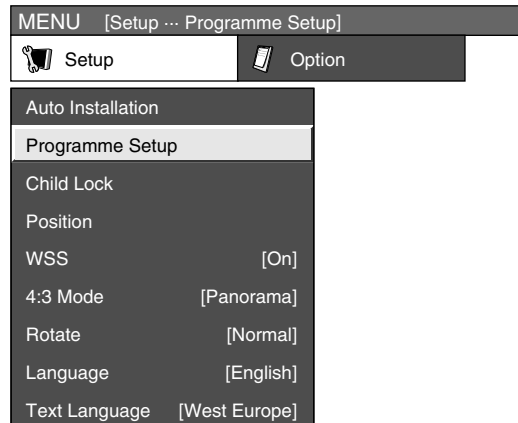 MENU [Setup ··· Programme Setup]
Setup Option
Auto Installation
Programme Setup
Child Lock
Position
WSS [On]
4:3 Mode [Panorama]
Rotate [Normal]
Language [English]
Text Language [West Europe]